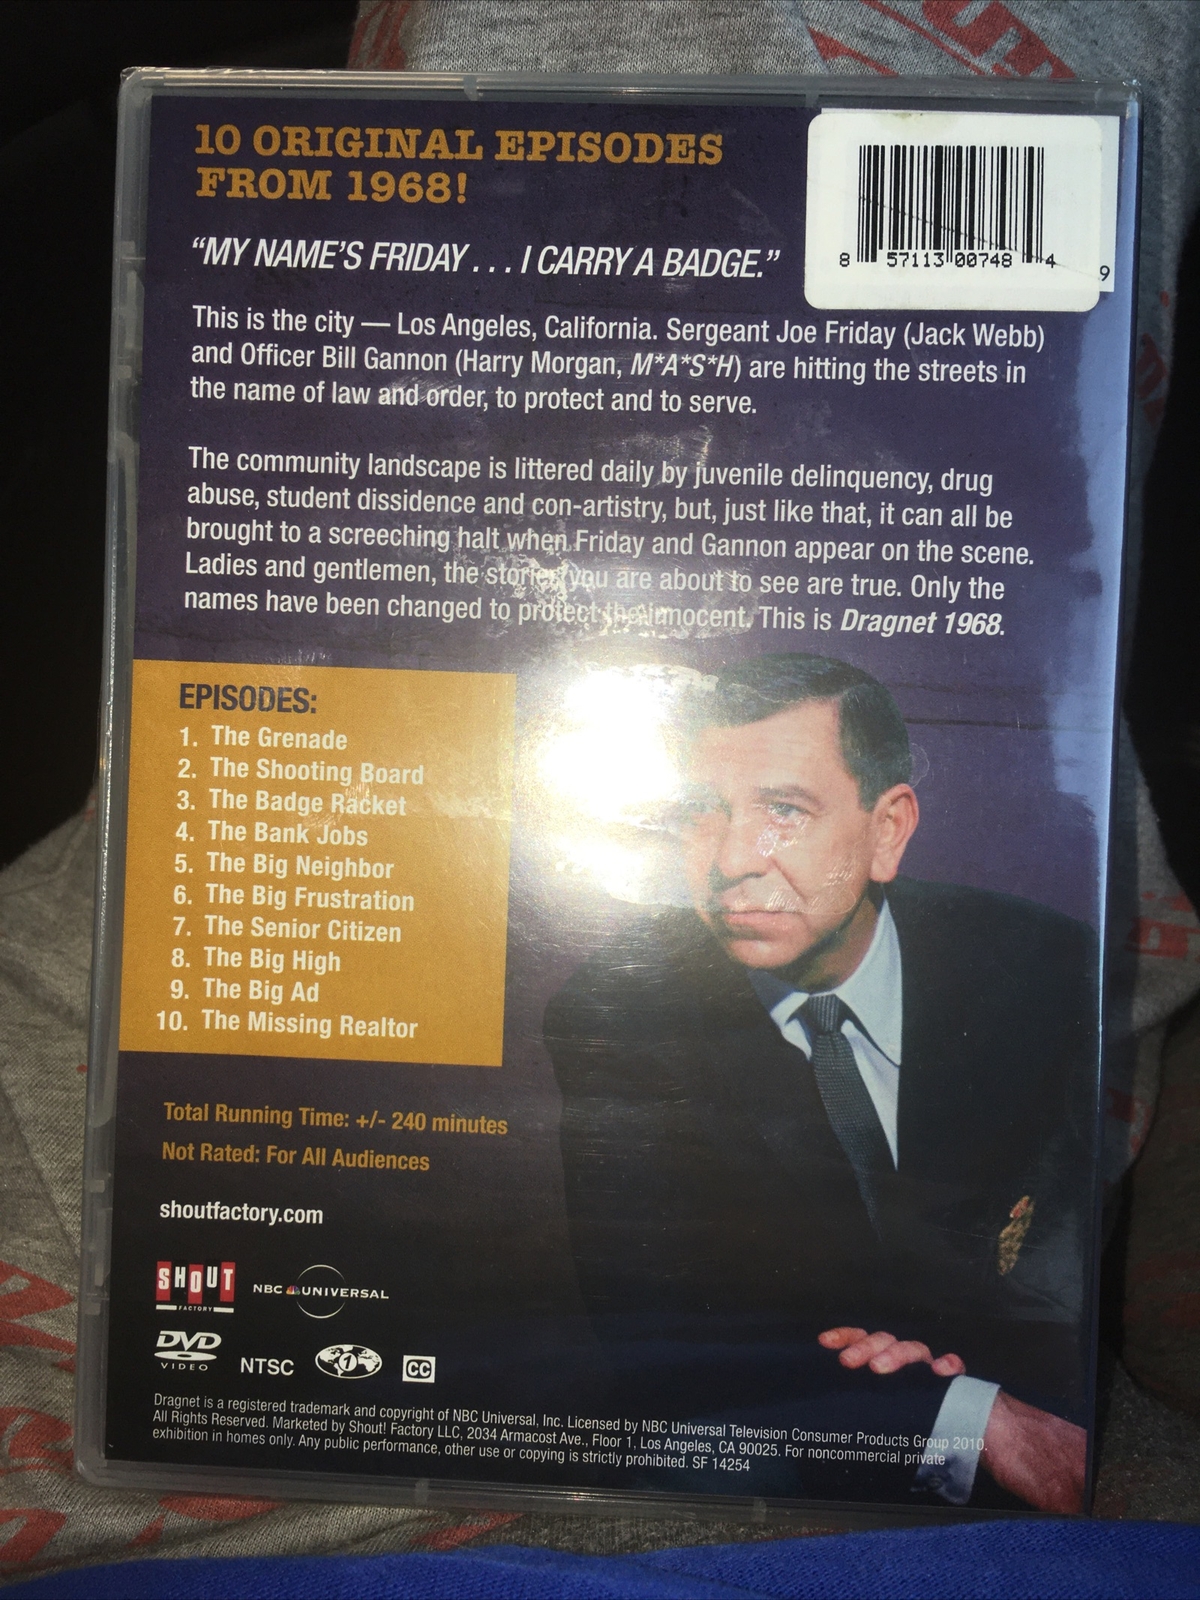 10 ORIGINAL EPISODES
FROM 1968!
8 57113 00748 4
9
“MY NAME’S FRIDAY . . . I CARRY A BADGE.”
This is the city — Los Angeles, California. Sergeant Joe Friday (Jack Webb)
and Officer Bill Gannon (Harry Morgan, M*A*S*H) are hitting the streets in
the name of law and order, to protect and to serve.
The community landscape is littered daily by juvenile delinquency, drug
abuse, student dissidence and con-artistry, but, just like that, it can all be
brought to a screeching halt when Friday and Gannon appear on the scene.
Ladies and gentlemen, the stories you are about to see are true. Only the
names have been changed to protect the innocent. This is Dragnet 1968.
EPISODES:
1. The Grenade
2. The Shooting Board
3. The Badge Racket
4. The Bank Jobs
5. The Big Neighbor
6. The Big Frustration
7. The Senior Citizen
8. The Big High
9. The Big Ad
10. The Missing Realtor
Total Running Time: +/- 240 minutes
Not Rated: For All Audiences
shoutfactory.com
SHOUT
FACTORY
NBC UNIVERSAL
DVD
VIDEO
NTSC
1
CC
Dragnet is a registered trademark and copyright of NBC Universal, Inc. Licensed by NBC Universal Television Consumer Products Group 2010.
All Rights Reserved. Marketed by Shout! Factory LLC, 2034 Armacost Ave., Floor 1, Los Angeles, CA 90025. For noncommercial private
exhibition in homes only. Any public performance, other use or copying is strictly prohibited. SF 14254